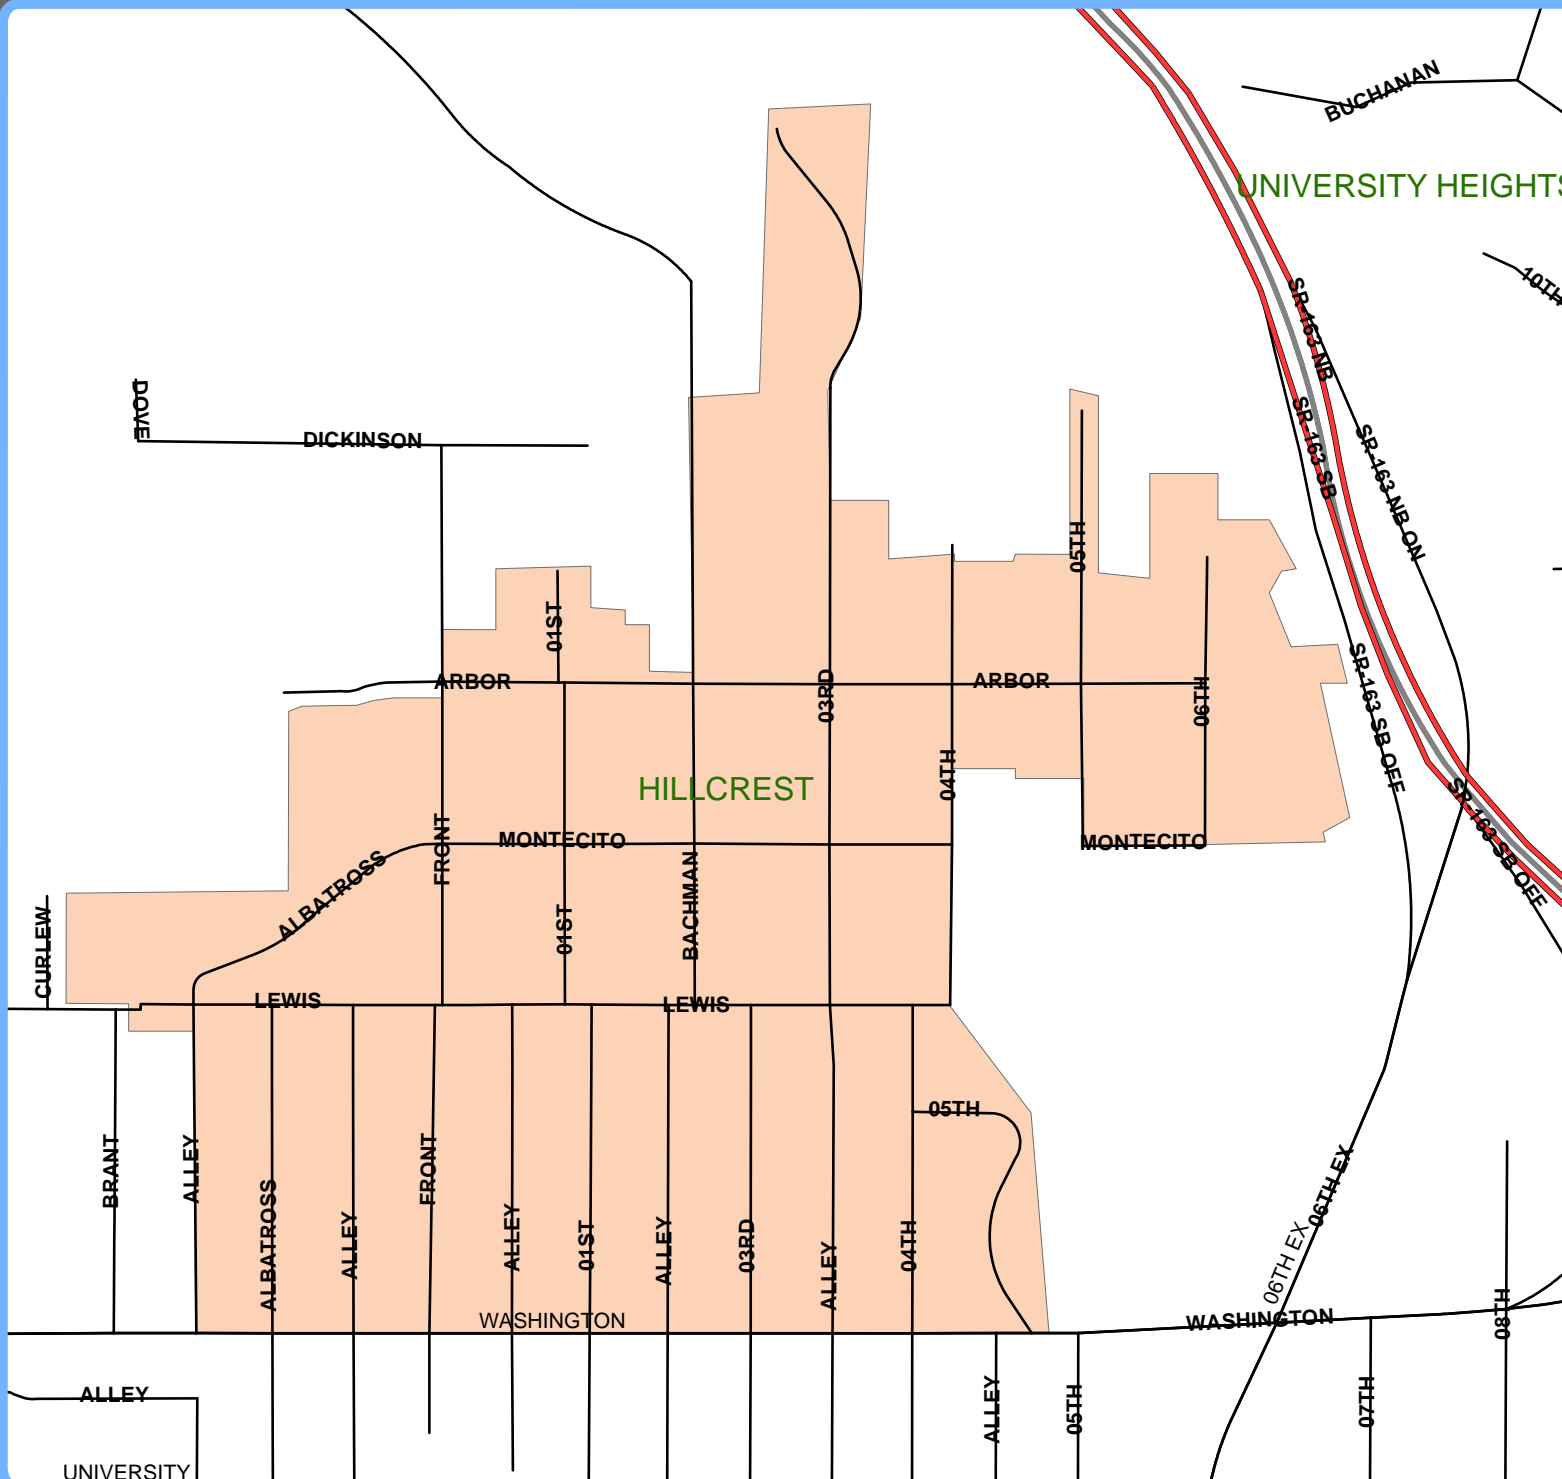 BUCHANAN
UNIVERSITY HEIGHTS
10TH
SR-163 NB
DOVE
DICKINSON
SR-163 SB
SR-163 NB ON
05TH
01ST
ARBOR
03RD
ARBOR
06TH
SR-163 SB OFF
04TH
HILLCREST
SR-163 SB OFF
FRONT
MONTECITO
MONTECITO
ALBATROSS
BACHMAN
01ST
CURLEW
LEWIS
LEWIS
05TH
BRANT
ALLEY
FRONT
ALBATROSS
ALLEY
ALLEY
01ST
ALLEY
03RD
ALLEY
04TH
06TH EX
06TH EX
WASHINGTON
WASHINGTON
08TH
ALLEY
ALLEY
05TH
07TH
UNIVERSITY